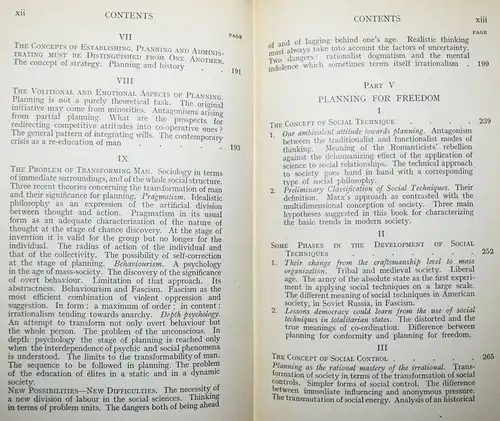 xii CONTENTS
VII
PAGE
THE CONCEPTS OF ESTABLISHING, PLANNING AND ADMINIS-
TRATING MUST BE DISTINGUISHED FROM ONE ANOTHER.
The concept of strategy. Planning and history . . 191
VIII
THE VOLITIONAL AND EMOTIONAL ASPECTS OF PLANNING.
Planning is not a purely theoretical task. The original
initiative may come from minorities. Antagonisms arising
from partial planning. What are the prospects for
redirecting competitive attitudes into co-operative ones?
The general pattern of integrating wills. The contemporary
crisis as a re-education of man . . . 193
IX
THE PROBLEM OF TRANSFORMING MAN. Sociology in terms of
immediate surroundings, and of the whole social structure.
Three recent theories concerning the transformation of man
and their significance for planning. Pragmatism. Idealistic
philosophy as an expression of the artificial division
between thought and action. Pragmatism in its usual
form as an adequate characterization of the nature of
thought at the stage of chance discovery. At the stage of
invention it is valid for the group but no longer for the
individual. The radius of action of the individual and
that of the collectivity. The possibility of self-correction
at the stage of planning. Behaviourism. A psychology
in the age of mass-society. The discovery of the significance
of overt behaviour. Limitation of that approach. Its
abstractness. Behaviourism and Fascism. Fascism as the
most efficient combination of violent oppression and
suggestion. In form: a maximum of order; in content:
irrationalism tending towards anarchy. Depth psychology.
An attempt to transform not only overt behaviour but
the whole person. The problem of the unconscious. In
depth psychology the stage of planning is reached only
when the interdependence of psychic and social phenomena
is understood. The limits to the transformability of man.
The sequence to be followed in planning. The problem
of the education of élites in a static and in a dynamic
society.
NEW POSSIBILITIES—NEW DIFFICULTIES. The necessity of
a new division of labour in the social sciences. Thinking
in terms of problem units. The dangers both of being ahead
CONTENTS xiii
PAGE
of and of lagging behind one's age. Realistic thinking
must always take into account the factors of uncertainty.
Two dangers: rationalist dogmatism and the mental
indolence which sometimes terms itself irrationalism . 199
PART V
PLANNING FOR FREEDOM
I
THE CONCEPT OF SOCIAL TECHNIQUE . . . 239
1. Our ambivalent attitude towards planning. Antagonism
between the traditionalist and functionalist modes of
thinking. Meaning of the Romanticists' rebellion
against the dehumanizing effect of the application of
science to social relationships. The technical approach
to society goes hand in hand with a corresponding
type of social philosophy.
2. Preliminary Classification of Social Techniques. Their
definition. Marx's approach as contrasted with the
multidimensional conception of society. Three main
hypotheses suggested in this book for characterizing
the basic trends in modern society.
II
SOME PHASES IN THE DEVELOPMENT OF SOCIAL
TECHNIQUES . . . 252
1. Their change from the craftsmanship level to mass
organization. Tribal and mediaeval society. Liberal
age. The army of the absolute state as the first experi-
ment in applying social techniques on a large scale.
The different meaning of social techniques in American
society, in Soviet Russia, in Fascism.
2. Lessons democracy could learn from the use of social
techniques in totalitarian states. The distorted and the
true meanings of co-ordination. Difference between
planning for conformity and planning for freedom.
III
THE CONCEPT OF SOCIAL CONTROL . . . 265
Planning as the rational mastery of the irrational. Trans-
formation of society in terms of the transformation of social
controls. Simpler forms of social control. The difference
between immediate influencing and anonymous pressure.
The transmutation of social energy. Analysis of an historical